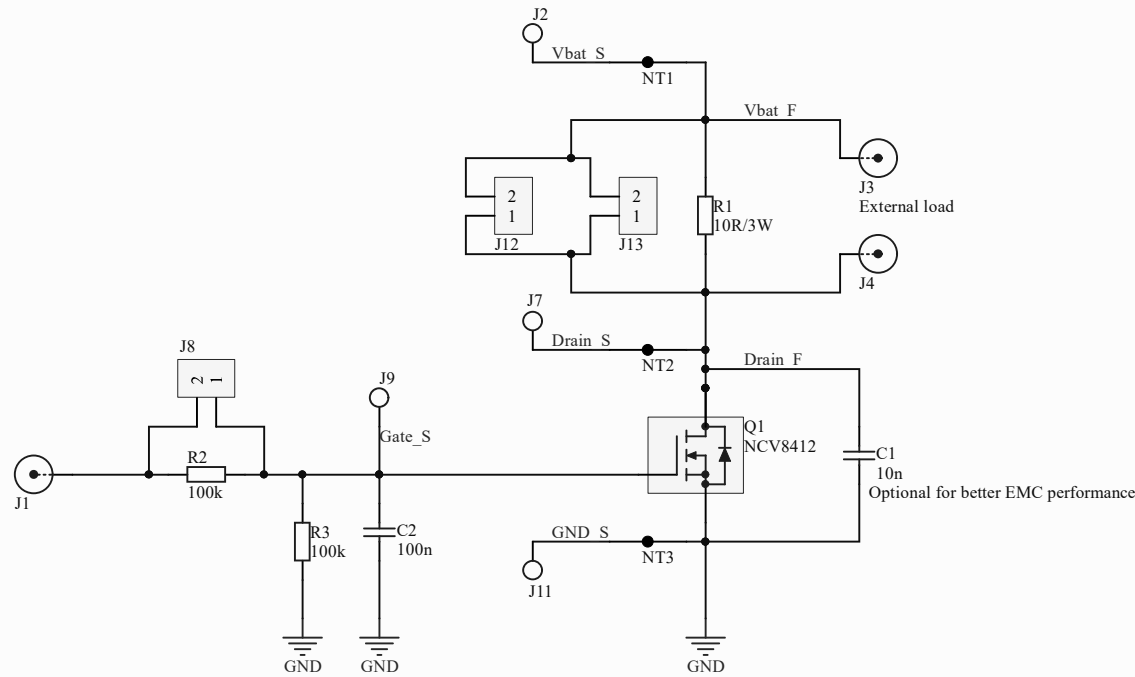 J2
Vbat_S
NT1
Vbat_F
J3
External load
2
1
J12
2
1
J13
R1
10R/3W
J4
J7
Drain_S
NT2
Drain_F
J8
2
1
J9
Gate_S
Q1
NCV8412
C1
10n
Optional for better EMC performance
J1
R2
100k
R3
100k
C2
100n
GND_S
NT3
J11
GND
GND
GND